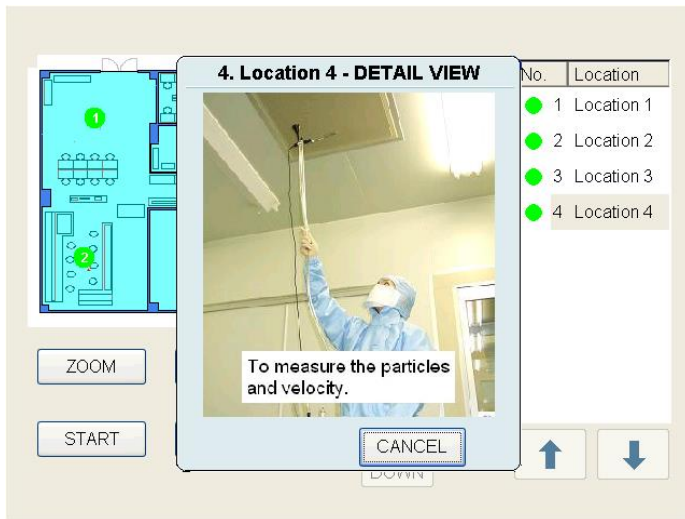 4. Location 4 - DETAIL VIEW
No. Location
1
1 Location 1
2 Location 2
3 Location 3
4 Location 4
2
ZOOM
To measure the particles
and velocity.
START
CANCEL
DOWN